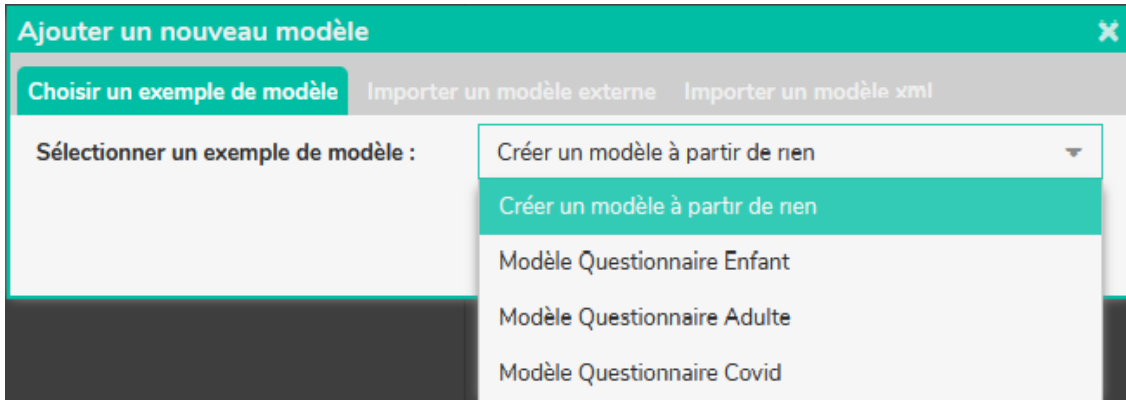 Ajouter un nouveau modèle
Choisir un exemple de modèle Importer un modèle externe Importer un modèle xml
Sélectionner un exemple de modèle : Créer un modèle à partir de rien
Créer un modèle à partir de rien
Modèle Questionnaire Enfant
Modèle Questionnaire Adulte
Modèle Questionnaire Covid